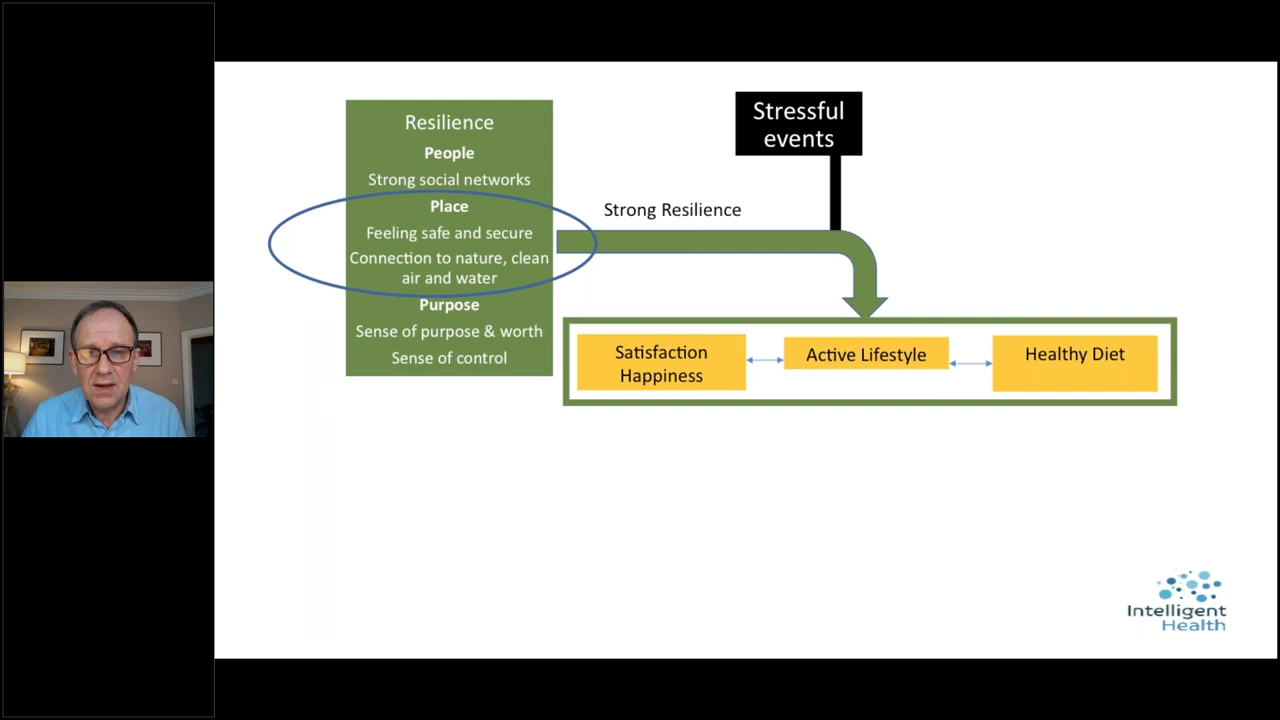 Resilience
People
Strong social networks
Place
Feeling safe and secure
Connection to nature, clean
air and water
Purpose
Sense of purpose & worth
Sense of control
Strong Resilience
Stressful
events
Satisfaction
Happiness
Active Lifestyle
Healthy Diet
Intelligent
Health